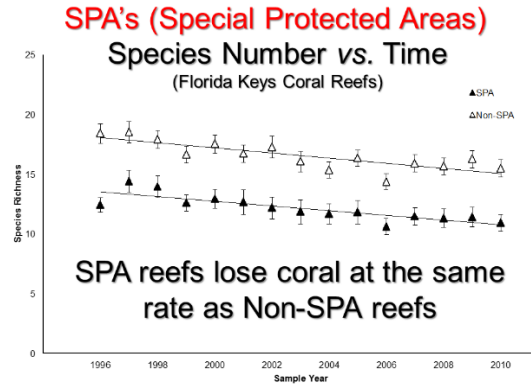 SPA's (Special Protected Areas)
Species Number vs. Time
(Florida Keys Coral Reefs)
25
20
15
10
5
0
Species Richness
SPA
Non-SPA
SPA reefs lose coral at the same
rate as Non-SPA reefs
1996 1998 2000 2002 2004 2006 2008 2010
Sample Year